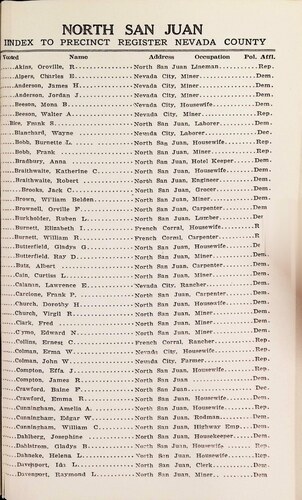 NORTH SAN JUAN
INDEX TO PRECINCT REGISTER NEVADA COUNTY
Voted Name Address Occupation Pol. Affl.
Akins, Oroville, R North San Juan Lineman Rep.
Alpers, Charles E Nevada City, Miner Dem.
Anderson, James H Nevada City, Miner Dem.
Anderson, Jordan J Nevada City, Miner Dem.
Beeson, Mona B Nevada City, Housewife Dem.
Beeson, Walter A Nevada City, Miner Rep.
Bice, Frank S North San Juan, Laborer Dem.
Blanchard, Wayne Nevada City, Laborer Dec.
Bobb, Burnette L North San Juan, Housewife Rep.
Bobb, Frank North San Juan, Miner Rep.
Bradbury, Anna North San Juan, Hotel Keeper Dem.
Braithwaite, Katherine C North San Juan, Housewife Dem.
Braithwaite, Robert North San Juan, Engineer Dem.
Brooks, Jack C North San Juan, Grocer Dem.
Brown, William Belden North San Juan, Miner Dem.
Brownell, Orville F North San Juan, Carpenter Dem
Burkholder, Ruben L North San Juan, Lumber Der
Burnett, Elizabeth I French Corral, Housewife R
Burnett, William R French Corral, Carpenter R
Butterfield, Gladys G North San Juan, Housewife De
Butterfield, Ray D North San Juan, Miner Dem
Butz, Albert North San Juan, Carpenter Dem.
Cain, Curtiss L North San Juan, Miner Dem.
Calanan, Lawrence E Nevada City, Rancher Dem.
Carrione, Frank P North San Juan, Carpenter Dem.
Church, Dorothy H North San Juan, Housewife Dem.
Church, Virgil R North San Juan, Miner Dem.
Clark, Fred North San Juan, Miner Dem.
Clyne, Edward N North San Juan, Miner Dem.
Collins, Ernest C French Corral, Rancher Rep.
Colman, Erma W Nevada City, Housewife Rep.
Colman, John W Nevada City, Farmer Rep.
Compton, Effa J North San Juan, Housewife Rep.
Compton, James R North San Juan Dem.
Crawford, Baine F North San Juan Dem.
Crawford, Emma R North San Juan, Housewife Dem.
Cunningham, Amelia A North San Juan, Housewife Rep.
Cunningham, Edgar W North San Juan, Rodman Dem.
Cunningham, William C North San Juan, Highway Emp Dem.
Dahlberg, Josephine North San Juan, Housekeeper Dem.
Dahlstrom, Gladys B North San Juan, Housewife Rep.
Dahneke, Helena L North San Juan, Housewife Rep.
Davenport, Ida L North San Juan, Clerk Dem.
Davenport, Raymond L North San Juan, Miner Dem.